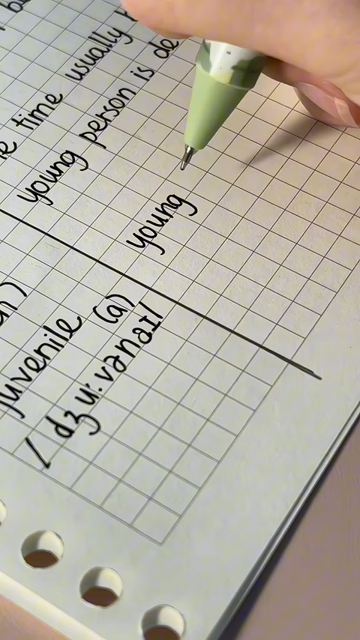 time usually
young person is de
young
juvenile (a)
/ dʒu:vənaɪl